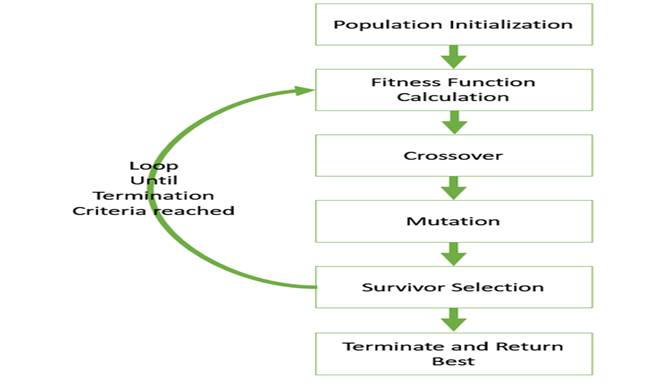 Population Initialization
Fitness Function
Calculation
Crossover
Loop
Until
Termination
Criteria reached
Mutation
Survivor Selection
Terminate and Return
Best